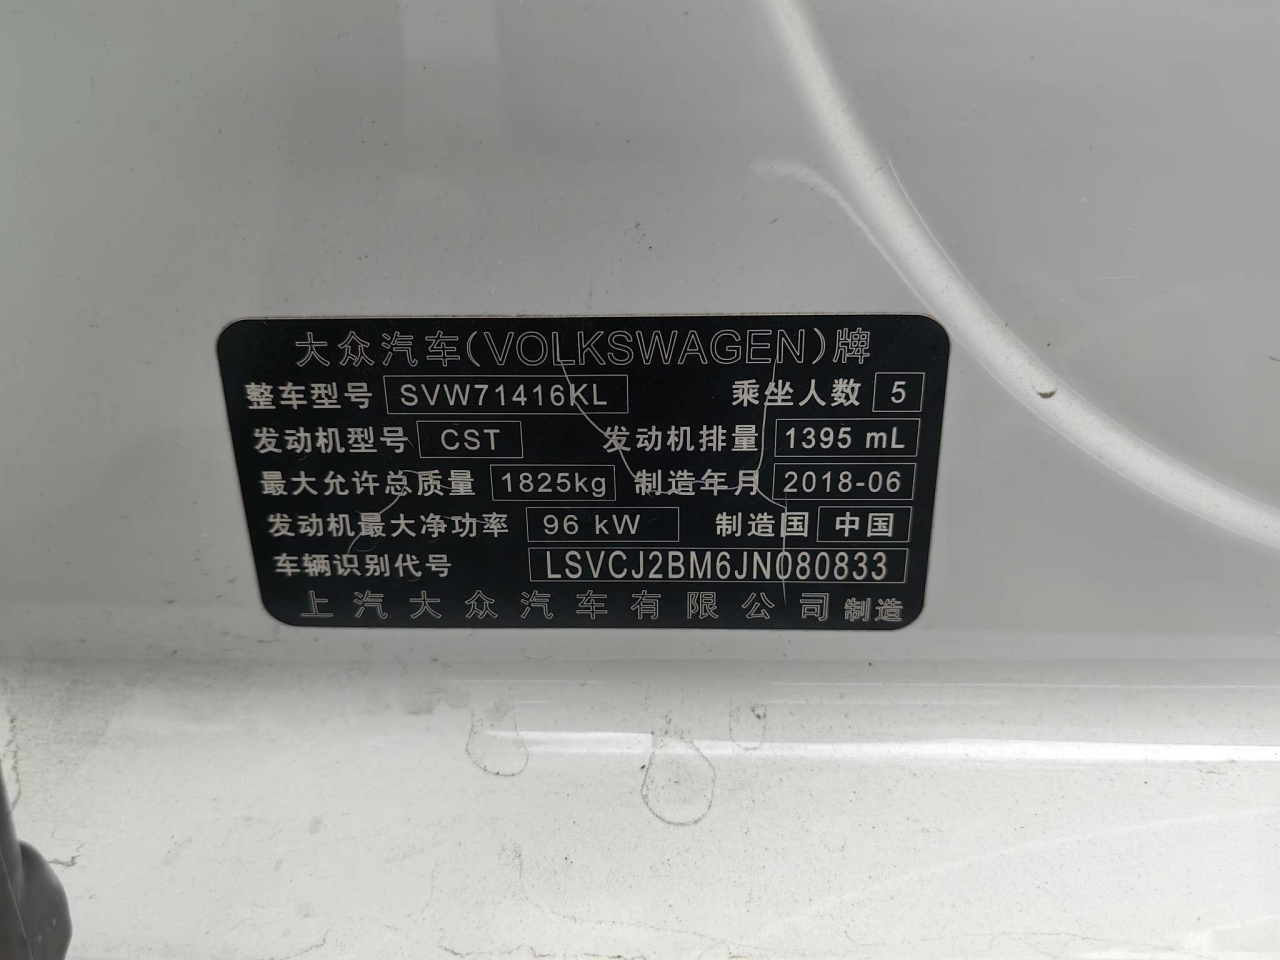 大众汽车(VOLKSWAGEN)牌
整车型号 SVW71416KL 乘坐人数 5
发动机型号 CST 发动机排量 1395 mL
最大允许总质量 1825kg 制造年月 2018-06
发动机最大净功率 96 kW 制造国 中国
车辆识别代号 LSVCJ2BM6JN080833
上汽大众汽车有限公司 制造